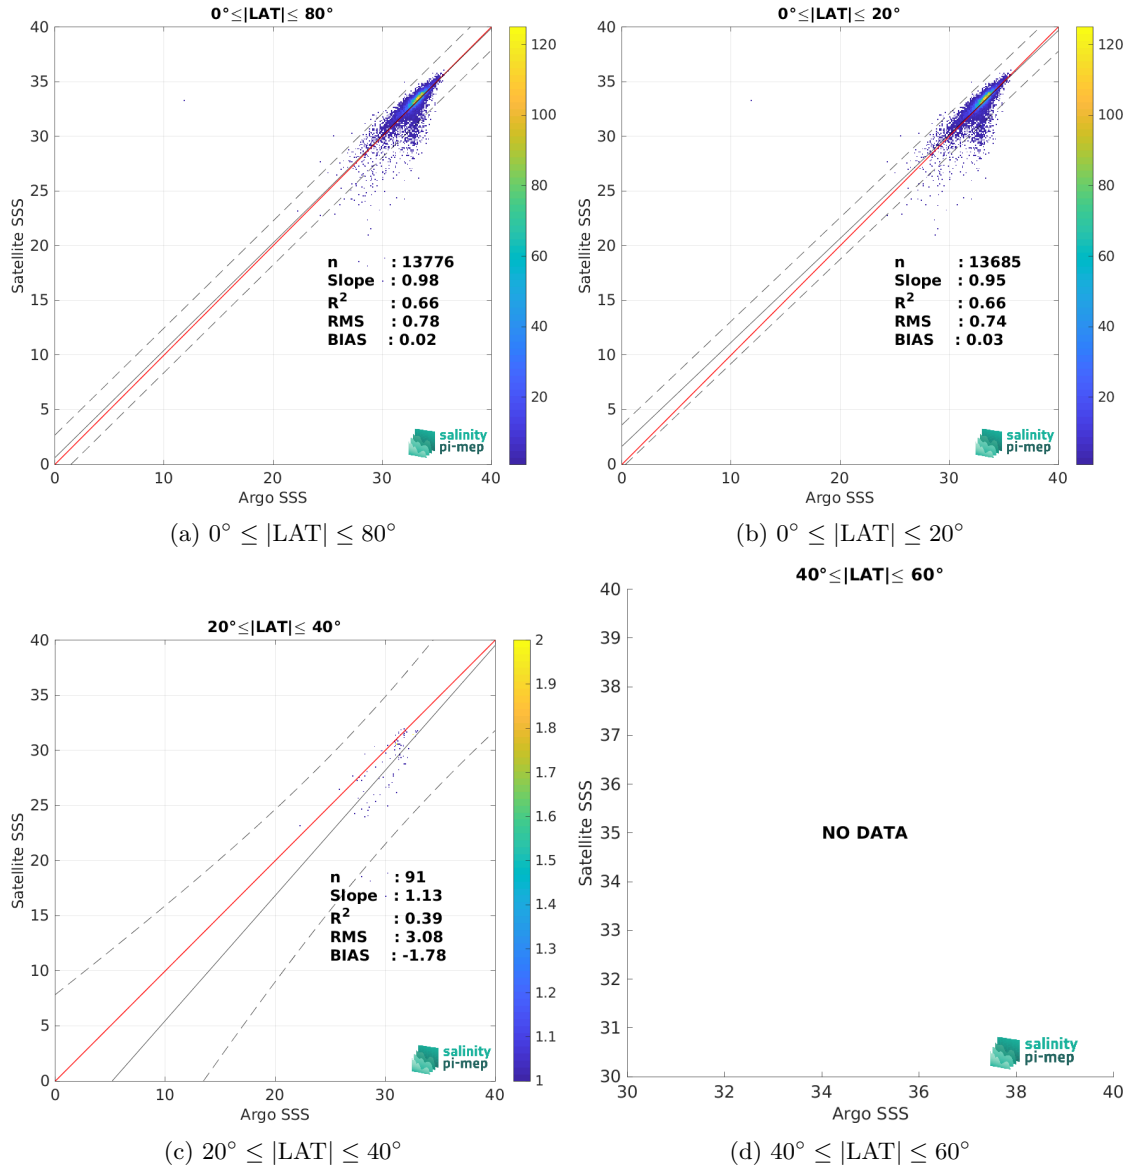 0°≤|LAT|≤ 80°
40
35
30
25
20
15
10
5
0
0
10
20
30
40
Satellite SSS
Argo SSS
n : 13776
Slope : 0.98
R² : 0.66
RMS : 0.78
BIAS : 0.02
120
100
80
60
40
20
salinity
pi-mep
(a) 0° ≤ |LAT| ≤ 80°
0°≤|LAT|≤ 20°
40
35
30
25
20
15
10
5
0
0
10
20
30
40
Satellite SSS
Argo SSS
n : 13685
Slope : 0.95
R² : 0.66
RMS : 0.74
BIAS : 0.03
120
100
80
60
40
20
salinity
pi-mep
(b) 0° ≤ |LAT| ≤ 20°
20°≤|LAT|≤ 40°
40
35
30
25
20
15
10
5
0
0
10
20
30
40
Satellite SSS
Argo SSS
n : 91
Slope : 1.13
R² : 0.39
RMS : 3.08
BIAS : -1.78
2
1.9
1.8
1.7
1.6
1.5
1.4
1.3
1.2
1.1
1
salinity
pi-mep
(c) 20° ≤ |LAT| ≤ 40°
40°≤|LAT|≤ 60°
40
39
38
37
36
35
34
33
32
31
30
30
32
34
36
38
40
Satellite SSS
Argo SSS
NO DATA
salinity
pi-mep
(d) 40° ≤ |LAT| ≤ 60°